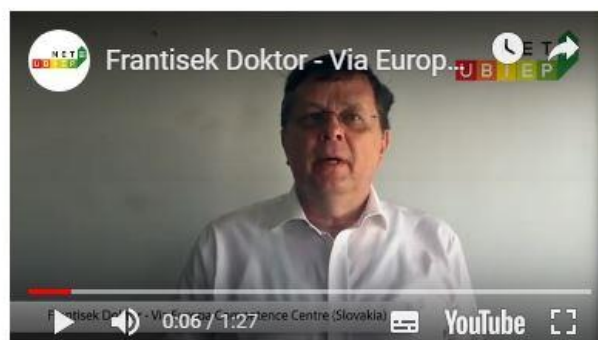 NET
UBIEP
Frantisek Doktor - Via Europ...
NET
UBIEP
Frantisek Doktor - Via Europa Competence Centre (Slovakia)
0:06 / 1:27
YouTube